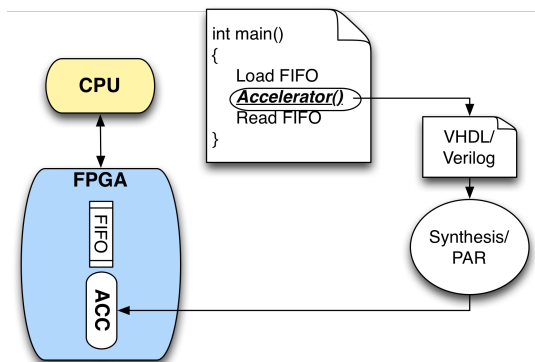 int main()
{
Load FIFO
Accelerator()
Read FIFO
}
CPU
VHDL/
Verilog
FPGA
FIFO
Synthesis/
PAR
ACC